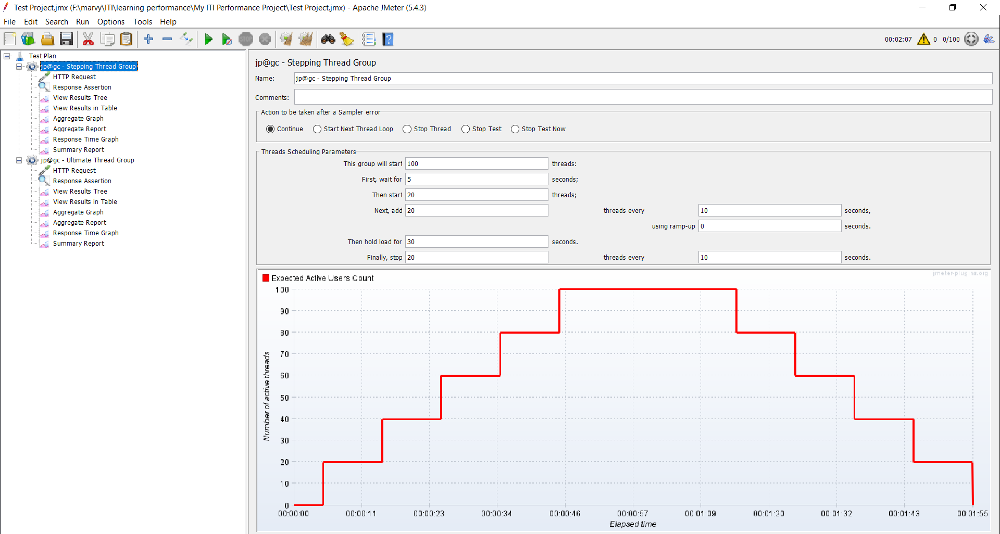 Test Project.jmx (F:\marvy\ITI\learning performance\My ITI Performance Project\Test Project.jmx) - Apache JMeter (5.4.3)
File Edit Search Run Options Tools Help
STOP 00:02:07 0 0/100
Test Plan
jp@gc - Stepping Thread Group
HTTP Request
Response Assertion
View Results Tree
View Results in Table
Aggregate Graph
Aggregate Report
Response Time Graph
Summary Report
jp@gc - Ultimate Thread Group
HTTP Request
Response Assertion
View Results Tree
View Results in Table
Aggregate Graph
Aggregate Report
Response Time Graph
Summary Report
jp@gc - Stepping Thread Group
Name: jp@gc - Stepping Thread Group
Comments:
Action to be taken after a Sampler error
Continue Start Next Thread Loop Stop Thread Stop Test Stop Test Now
Threads Scheduling Parameters
This group will start 100 threads:
First, wait for 5 seconds;
Then start 20 threads;
Next, add 20 threads every 10 seconds,
using ramp-up 0 seconds.
Then hold load for 30 seconds.
Finally, stop 20 threads every 10 seconds.
jmeter-plugins.org
Expected Active Users Count
100
90
80
70
60
50
40
30
20
10
0
Number of active threads
00:00:00 00:00:11 00:00:23 00:00:34 00:00:46 00:00:57 00:01:09 00:01:20 00:01:32 00:01:43 00:01:55
Elapsed time